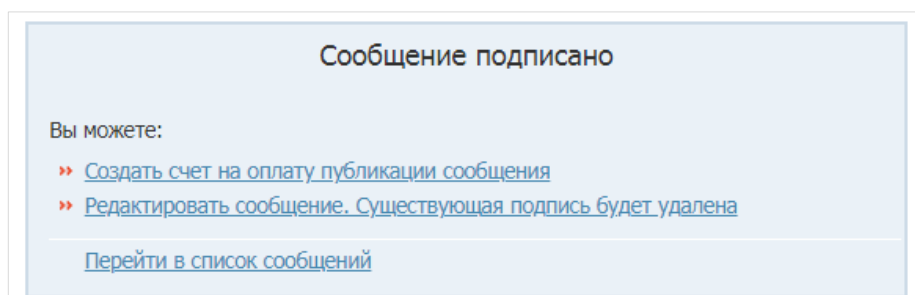 Сообщение подписано
Вы можете:
›› Создать счет на оплату публикации сообщения
›› Редактировать сообщение. Существующая подпись будет удалена
Перейти в список сообщений